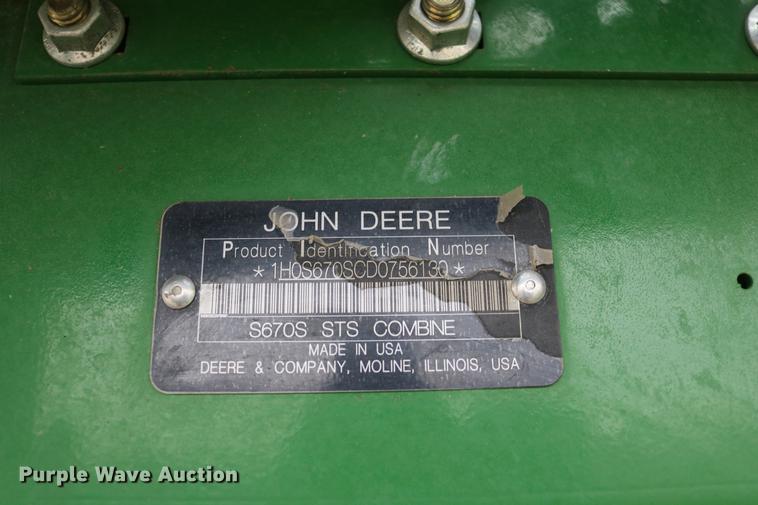 JOHN DEERE
Product Identification Number
* 1H0S670SCD0756130 *
S670S STS COMBINE
MADE IN USA
DEERE & COMPANY, MOLINE, ILLINOIS, USA
Purple Wave Auction